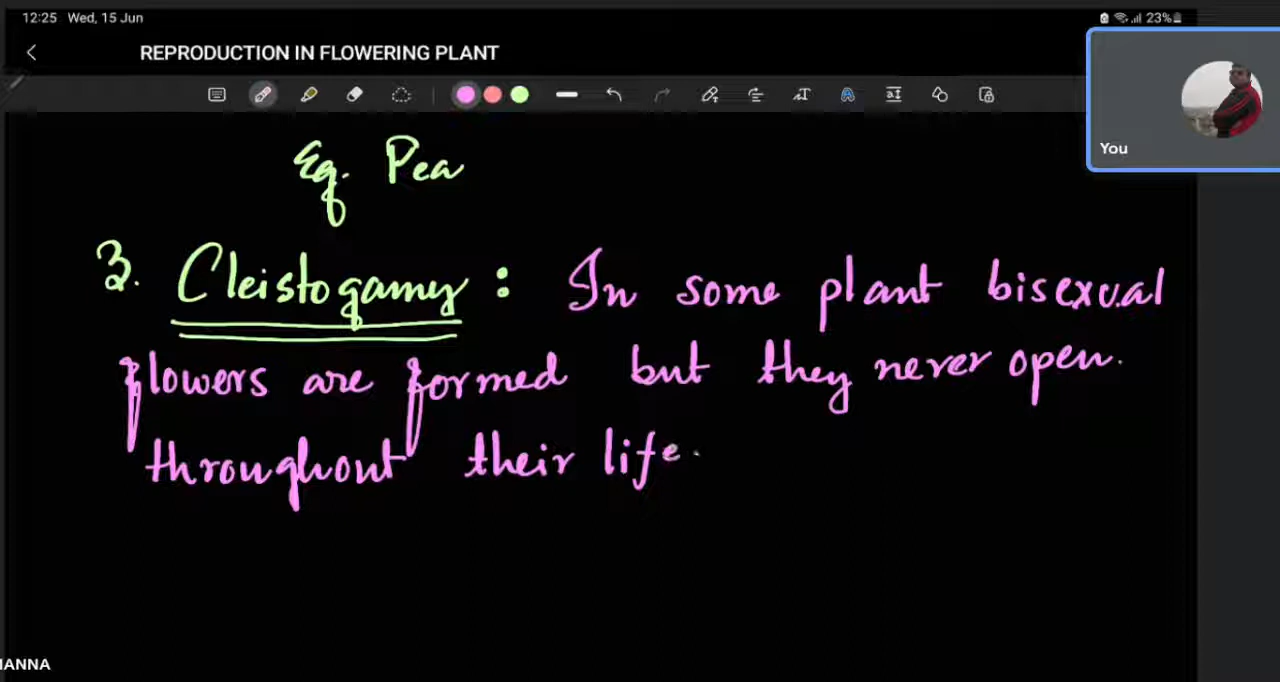 12:25 Wed, 15 Jun
23%
REPRODUCTION IN FLOWERING PLANT
You
Eg. Pea
3. Cleistogamy : In some plant bisexual
flowers are formed but they never open.
throughout their life.
IANNA